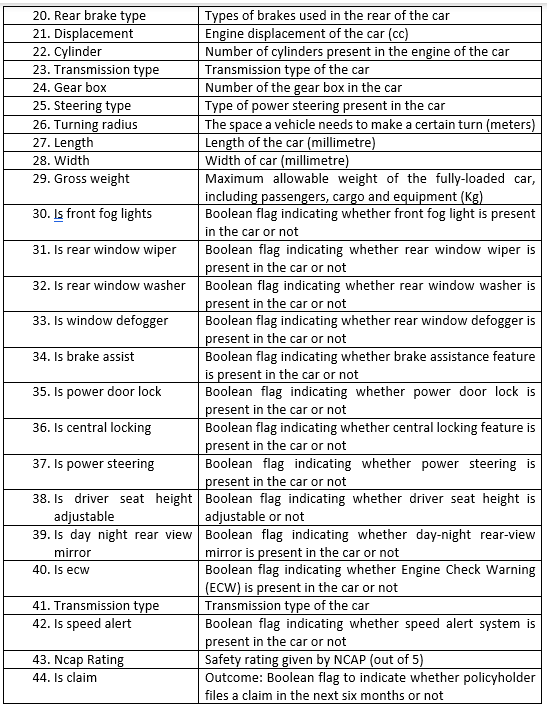 20. Rear brake type Types of brakes used in the rear of the car
21. Displacement Engine displacement of the car (cc)
22. Cylinder Number of cylinders present in the engine of the car
23. Transmission type Transmission type of the car
24. Gear box Number of the gear box in the car
25. Steering type Type of power steering present in the car
26. Turning radius The space a vehicle needs to make a certain turn (meters)
27. Length Length of the car (millimetre)
28. Width Width of car (millimetre)
29. Gross weight Maximum allowable weight of the fully-loaded car,
including passengers, cargo and equipment (Kg)
30. Is front fog lights Boolean flag indicating whether front fog light is present
in the car or not
31. Is rear window wiper Boolean flag indicating whether rear window wiper is
present in the car or not
32. Is rear window washer Boolean flag indicating whether rear window washer is
present in the car or not
33. Is window defogger Boolean flag indicating whether rear window defogger is
present in the car or not
34. Is brake assist Boolean flag indicating whether brake assistance feature
is present in the car or not
35. Is power door lock Boolean flag indicating whether power door lock is
present in the car or not
36. Is central locking Boolean flag indicating whether central locking feature is
present in the car or not
37. Is power steering Boolean flag indicating whether power steering is
present in the car or not
38. Is driver seat height Boolean flag indicating whether driver seat height is
adjustable adjustable or not
39. Is day night rear view Boolean flag indicating whether day-night rear-view
mirror mirror is present in the car or not
40. Is ecw Boolean flag indicating whether Engine Check Warning
(ECW) is present in the car or not
41. Transmission type Transmission type of the car
42. Is speed alert Boolean flag indicating whether speed alert system is
present in the car or not
43. Ncap Rating Safety rating given by NCAP (out of 5)
44. Is claim Outcome: Boolean flag to indicate whether policyholder
files a claim in the next six months or not